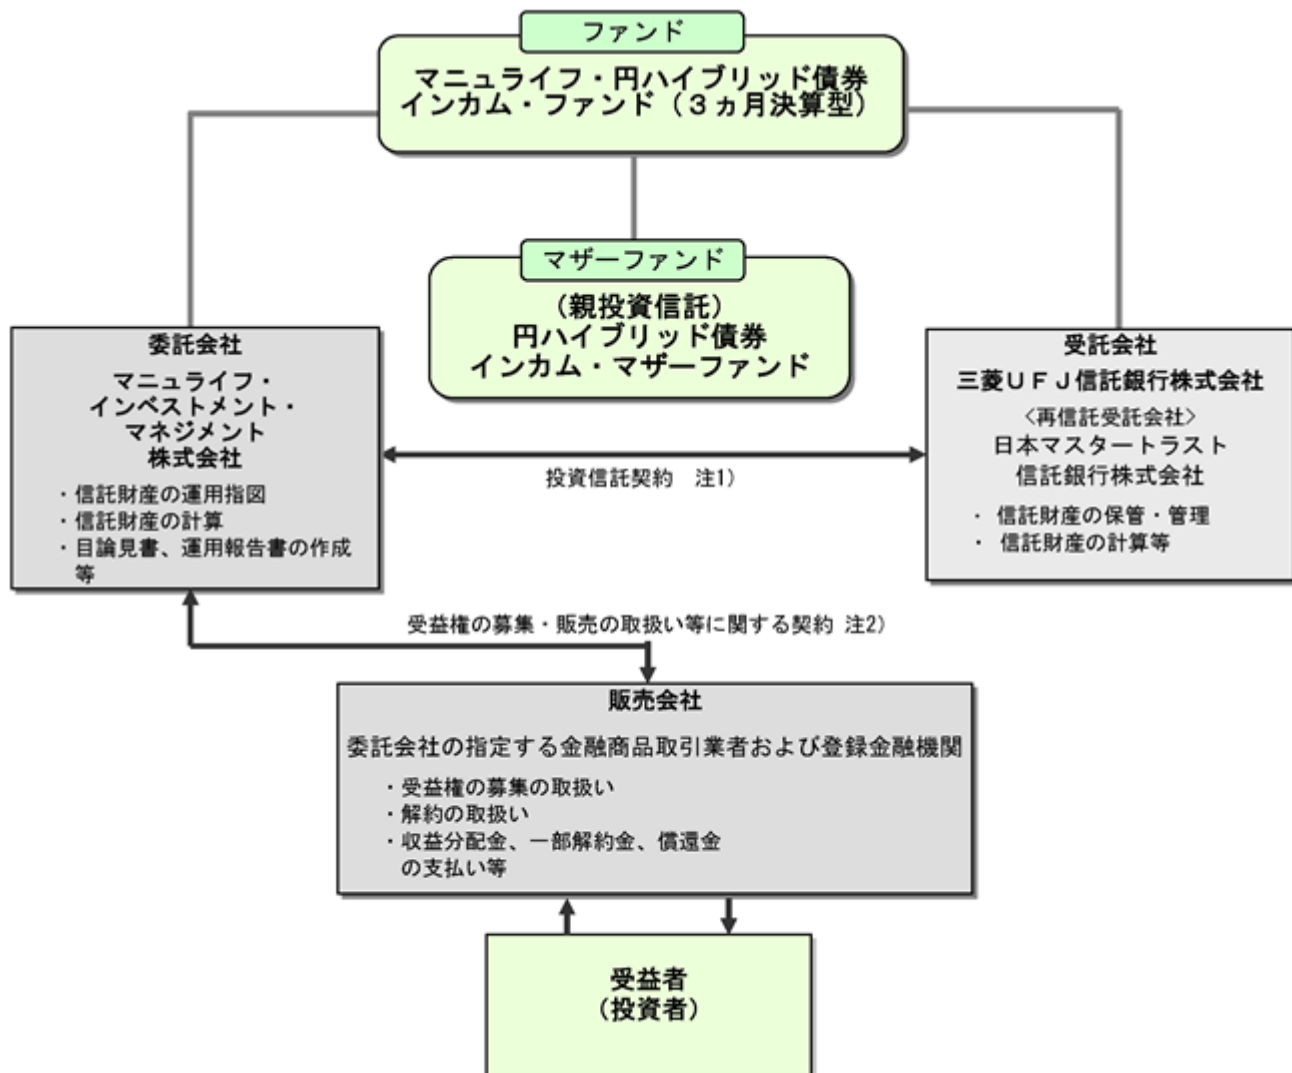 ファンド
マニュライフ・円ハイブリッド債券
インカム・ファンド（３ヵ月決算型）
マザーファンド
（親投資信託）
円ハイブリッド債券
インカム・マザーファンド
委託会社
マニュライフ・
インベストメント・
マネジメント
株式会社
・信託財産の運用指図
・信託財産の計算
・目論見書、運用報告書の作成
等
投資信託契約　注1）
受託会社
三菱ＵＦＪ信託銀行株式会社
〈再信託受託会社〉
日本マスタートラスト
信託銀行株式会社
・ 信託財産の保管・管理
・ 信託財産の計算等
受益権の募集・販売の取扱い等に関する契約 注2）
販売会社
委託会社の指定する金融商品取引業者および登録金融機関
・受益権の募集の取扱い
・解約の取扱い
・収益分配金、一部解約金、償還金
の支払い等
受益者
（投資者）